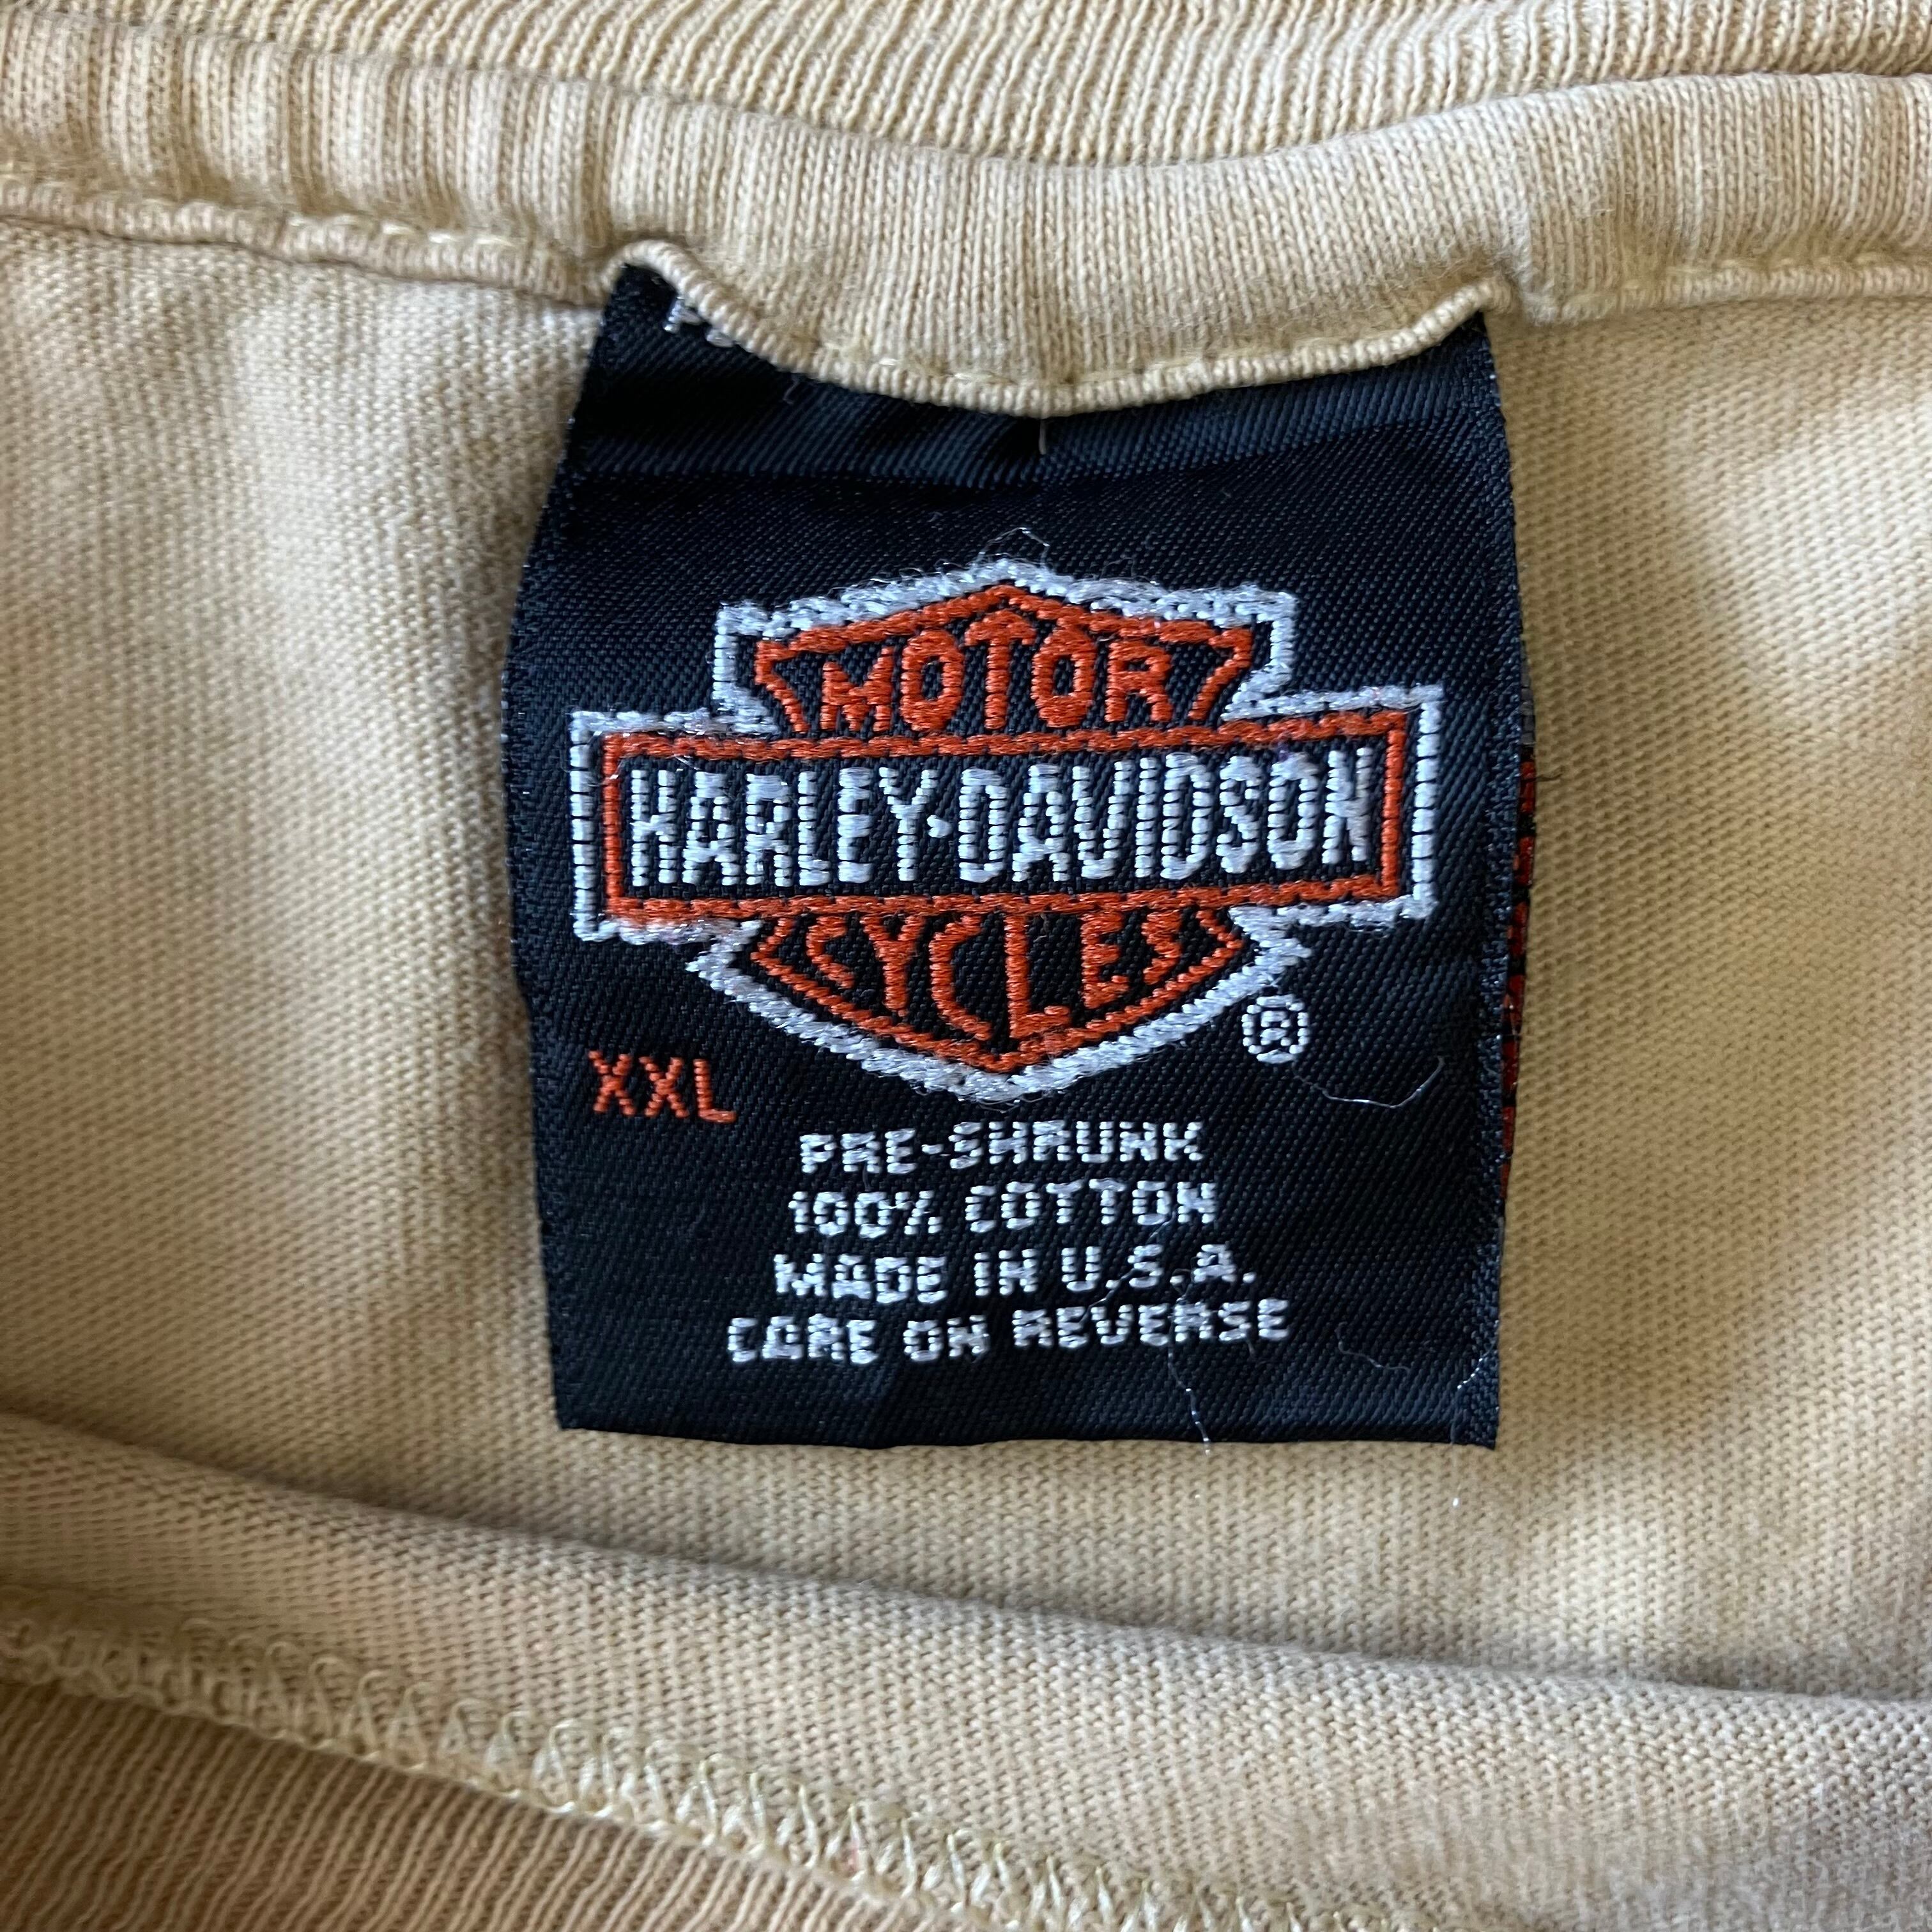 MOTOR
HARLEY-DAVIDSON
CYCLES
®
XXL
PRE-SHRUNK
100% COTTON
MADE IN U.S.A.
CARE ON REVERSE